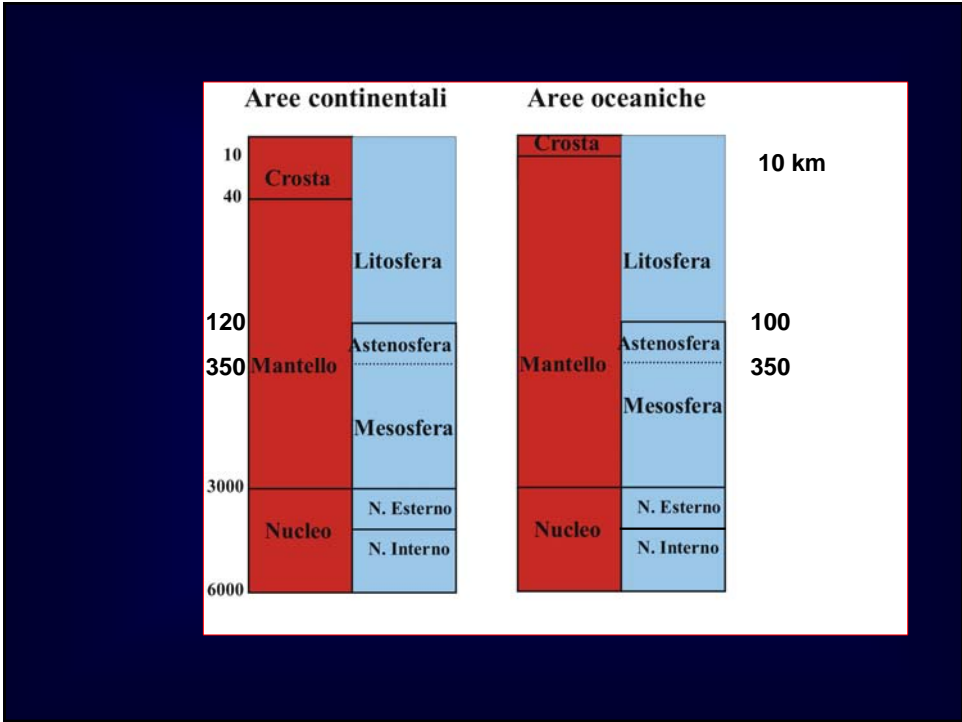 Aree continentali
Aree oceaniche
10
Crosta
40
Litosfera
120
Astenosfera
350
Mantello
Mesosfera
3000
N. Esterno
Nucleo
N. Interno
6000
Crosta
10 km
Litosfera
100
Astenosfera
Mantello
350
Mesosfera
N. Esterno
Nucleo
N. Interno